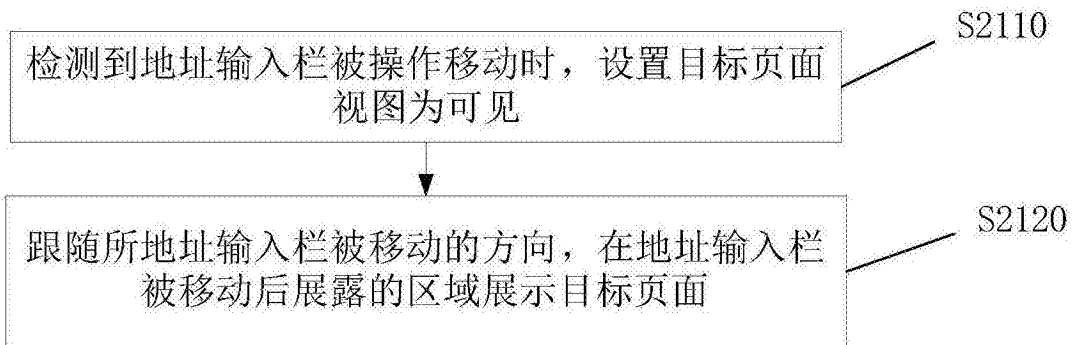 S2110
检测到地址输入栏被操作移动时，设置目标页面
视图为可见
S2120
跟随所地址输入栏被移动的方向，在地址输入栏
被移动后展露的区域展示目标页面